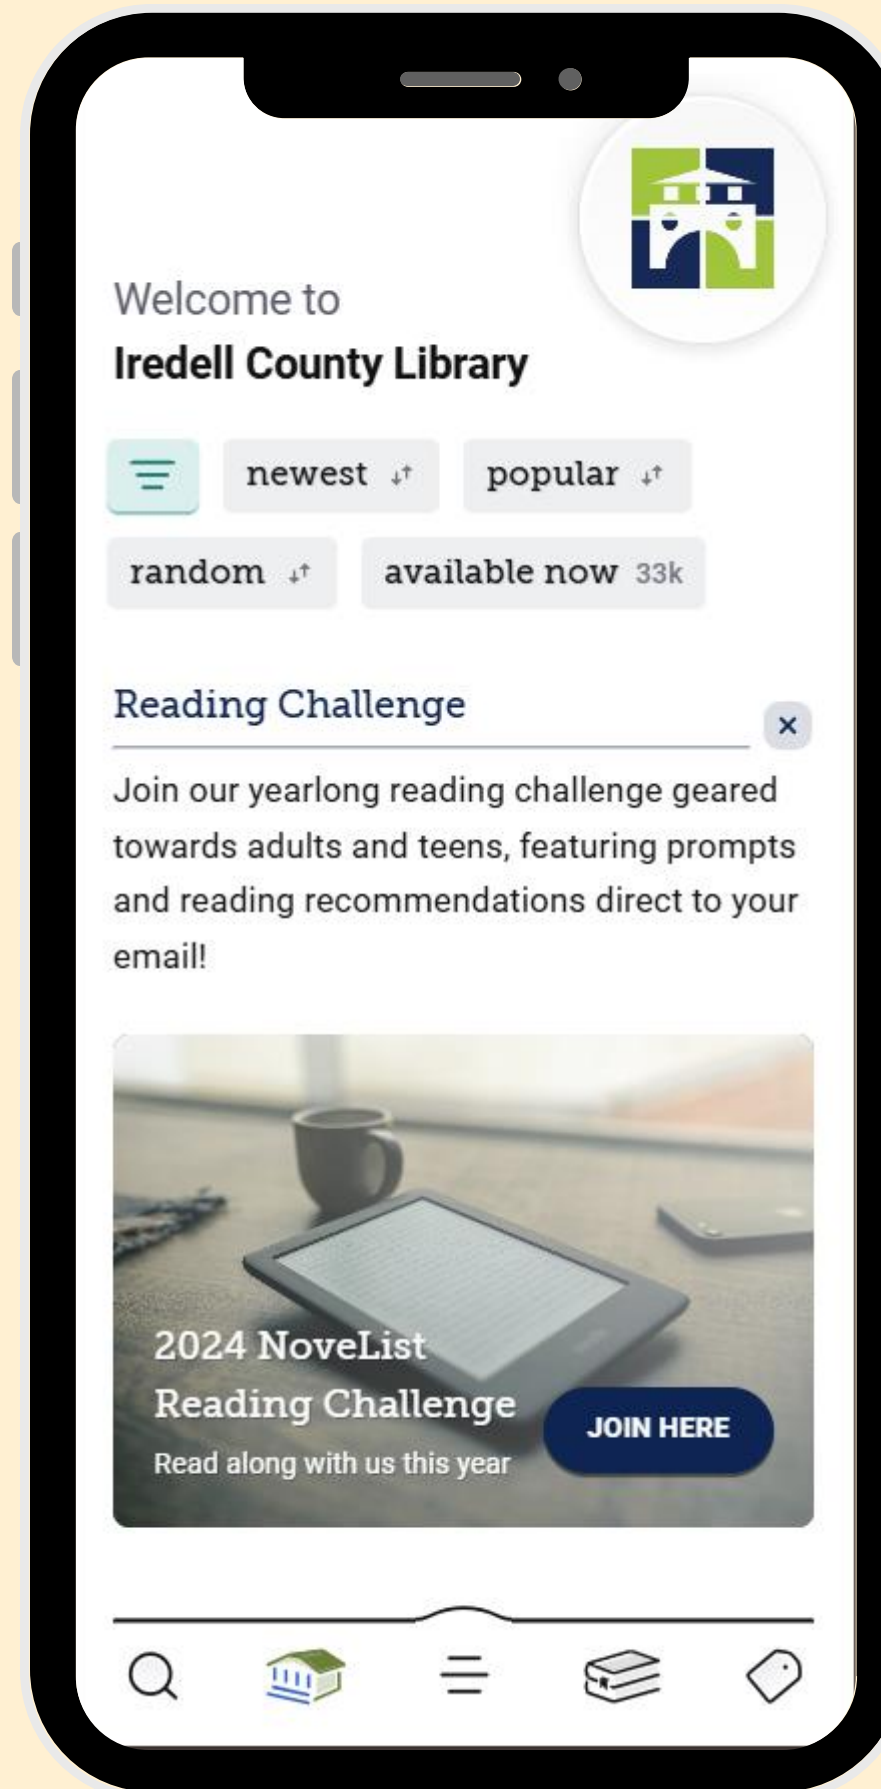 Welcome to
Iredell County Library
newest popular
random available now 33k
Reading Challenge
Join our yearlong reading challenge geared
towards adults and teens, featuring prompts
and reading recommendations direct to your
email!
2024 NoveList
Reading Challenge
Read along with us this year
JOIN HERE